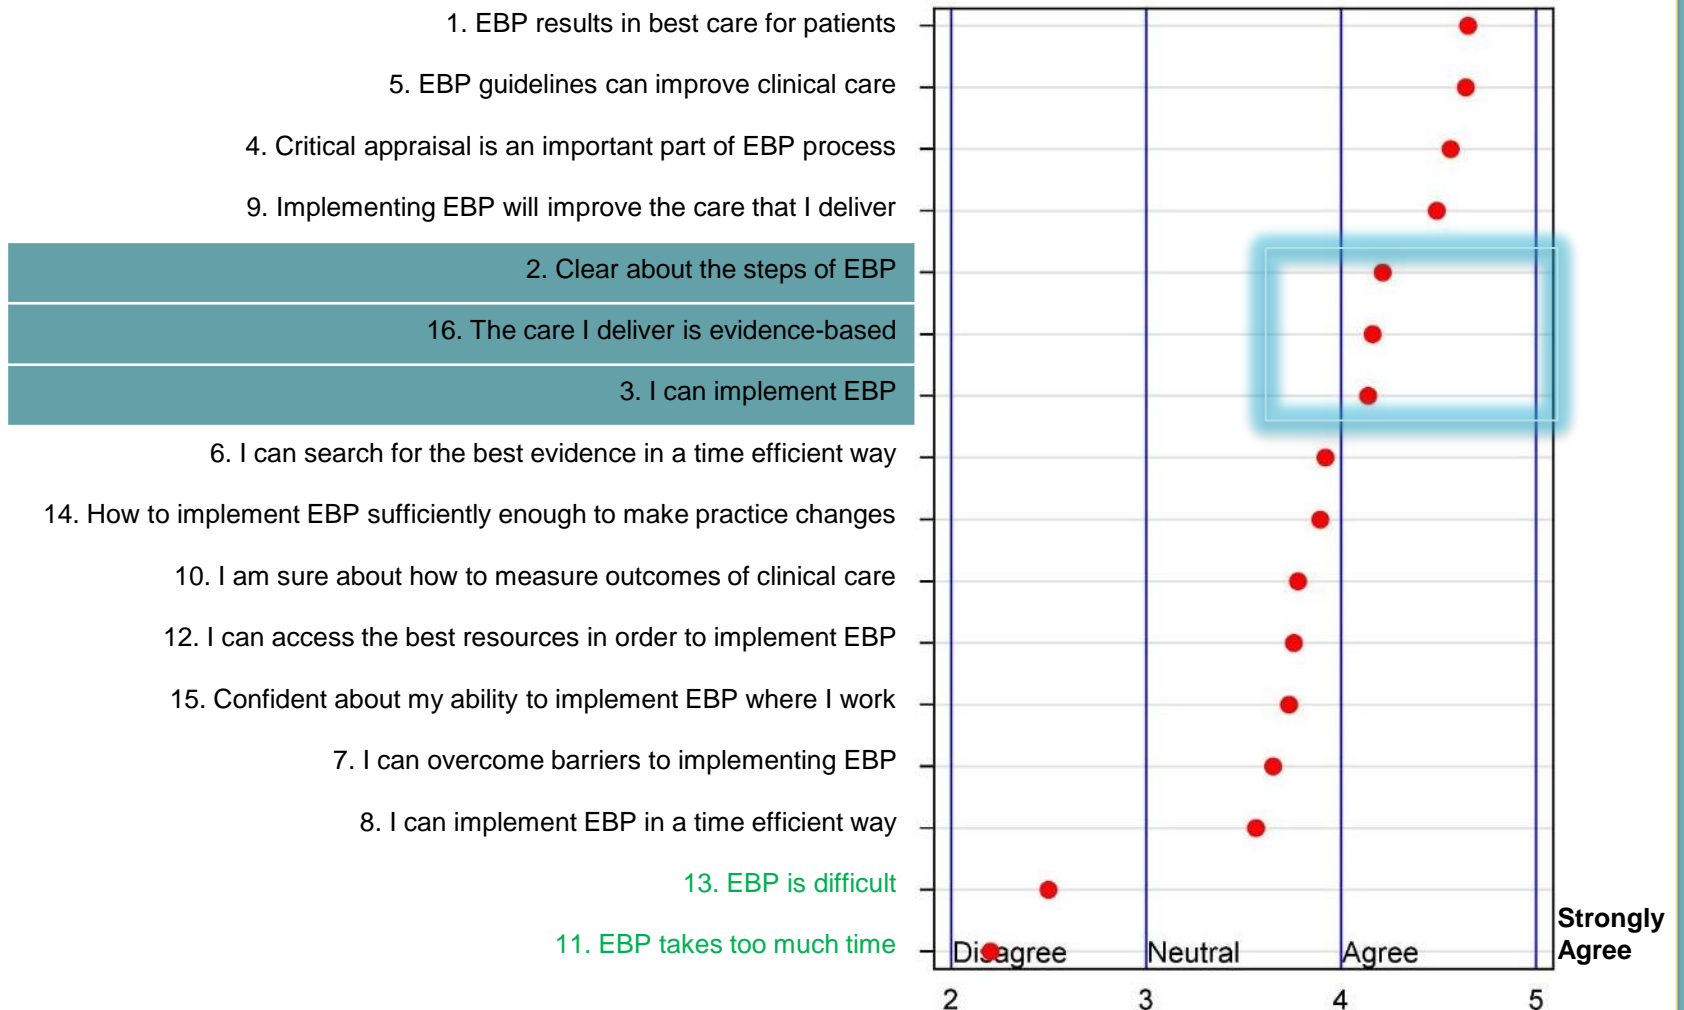 1. EBP results in best care for patients
5. EBP guidelines can improve clinical care
4. Critical appraisal is an important part of EBP process
9. Implementing EBP will improve the care that I deliver
2. Clear about the steps of EBP
16. The care I deliver is evidence-based
3. I can implement EBP
6. I can search for the best evidence in a time efficient way
14. How to implement EBP sufficiently enough to make practice changes
10. I am sure about how to measure outcomes of clinical care
12. I can access the best resources in order to implement EBP
15. Confident about my ability to implement EBP where I work
7. I can overcome barriers to implementing EBP
8. I can implement EBP in a time efficient way
13. EBP is difficult
11. EBP takes too much time
Disagree Neutral Agree
Strongly
Agree
2 3 4 5